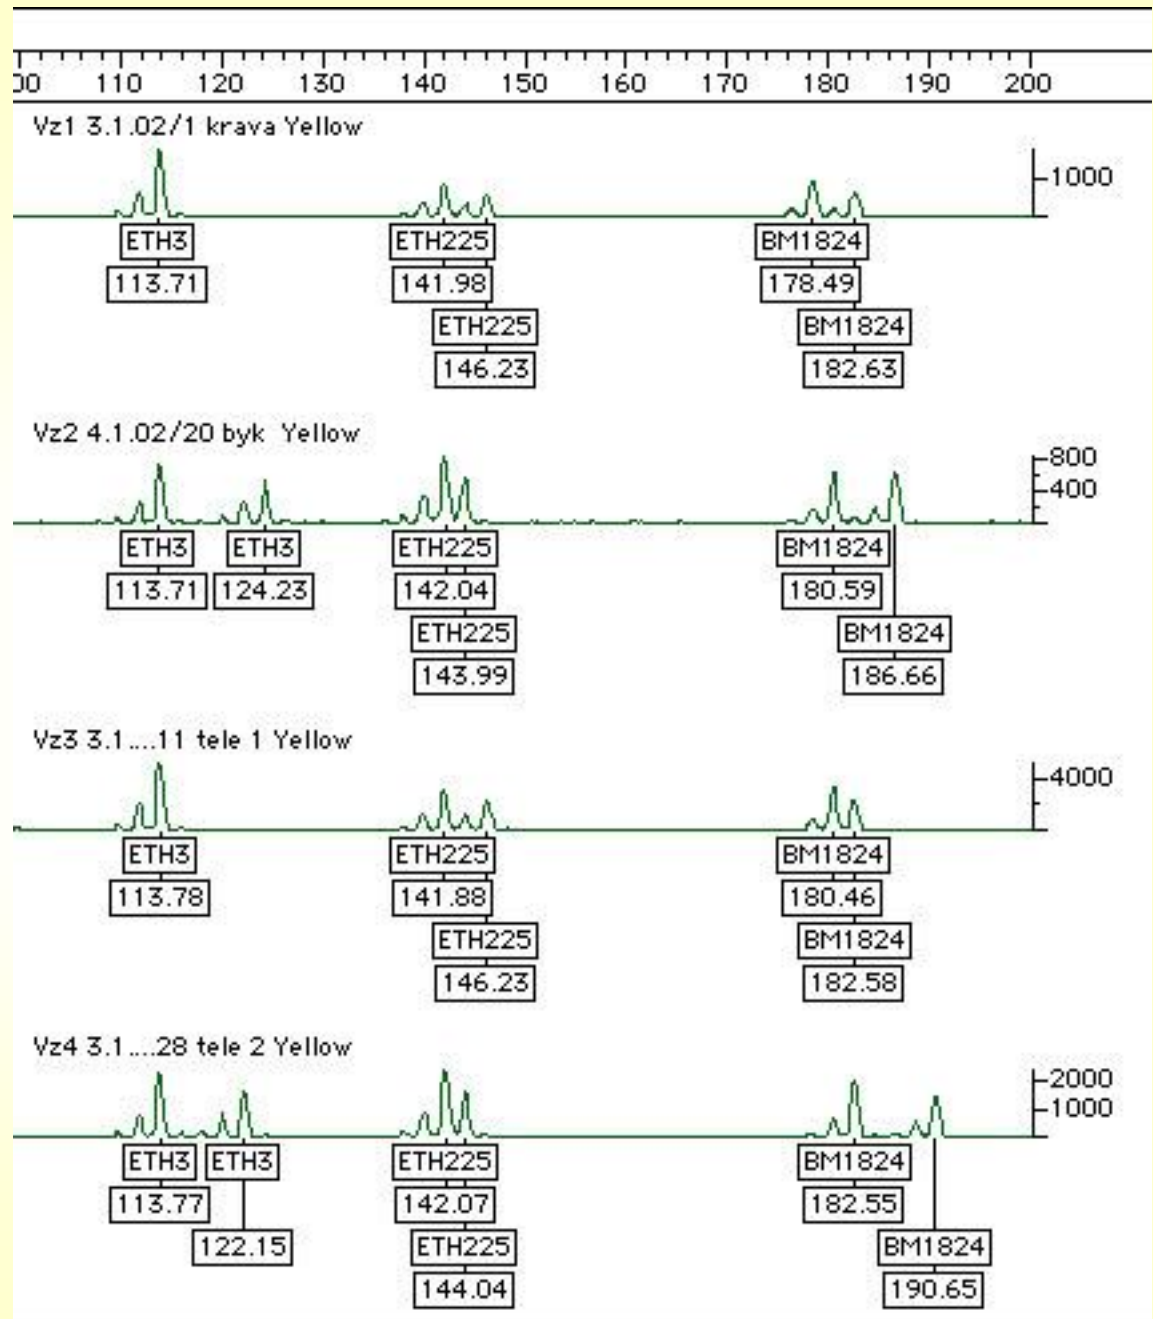 00 110 120 130 140 150 160 170 180 190 200
Vz1 3.1.02/1 krava Yellow
1000
ETH3 ETH225 BM1824
113.71 141.98 178.49
ETH225 BM1824
146.23 182.63
Vz2 4.1.02/20 byk Yellow
800
400
ETH3 ETH3 ETH225 BM1824
113.71 124.23 142.04 180.59
ETH225 BM1824
143.99 186.66
Vz3 3.1....11 tele 1 Yellow
4000
ETH3 ETH225 BM1824
113.78 141.88 180.46
ETH225 BM1824
146.23 182.58
Vz4 3.1....28 tele 2 Yellow
2000
1000
ETH3 ETH3 ETH225 BM1824
113.77 142.07 182.55
122.15 ETH225 BM1824
144.04 190.65